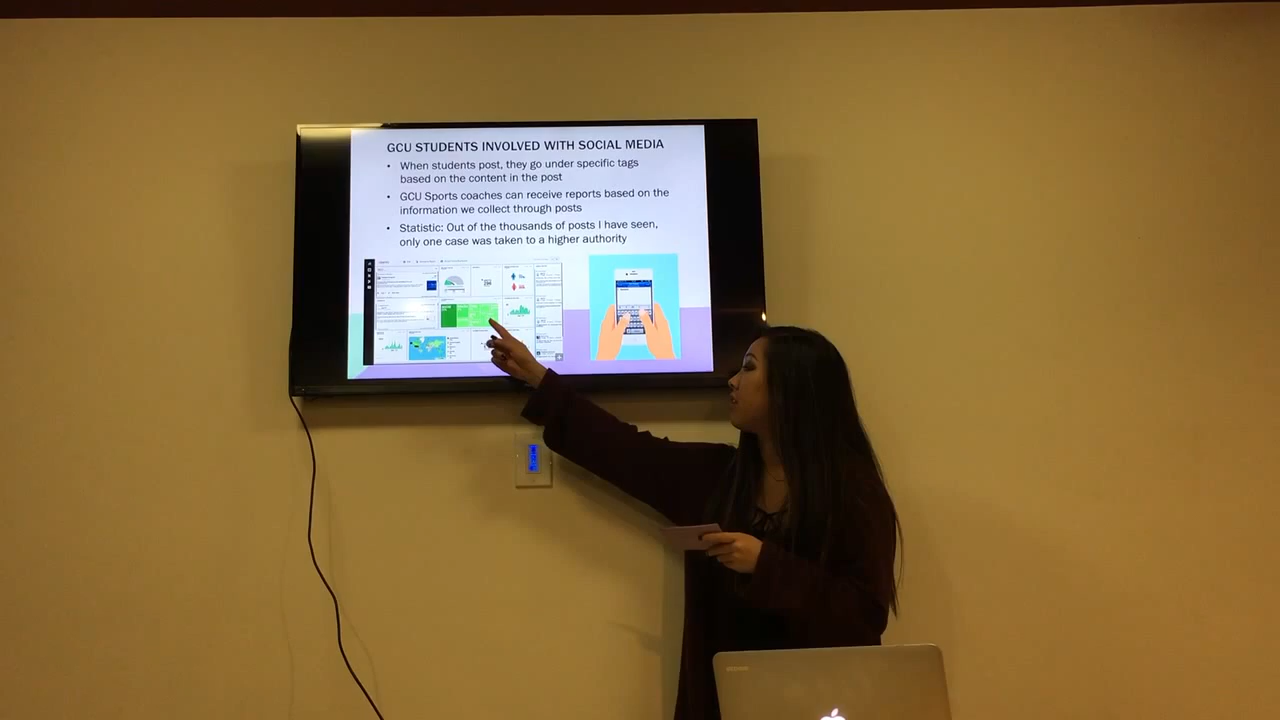 GCU STUDENTS INVOLVED WITH SOCIAL MEDIA
• When students post, they go under specific tags
based on the content in the post
• GCU Sports coaches can receive reports based on the
information we collect through posts
• Statistic: Out of the thousands of posts I have seen,
only one case was taken to a higher authority